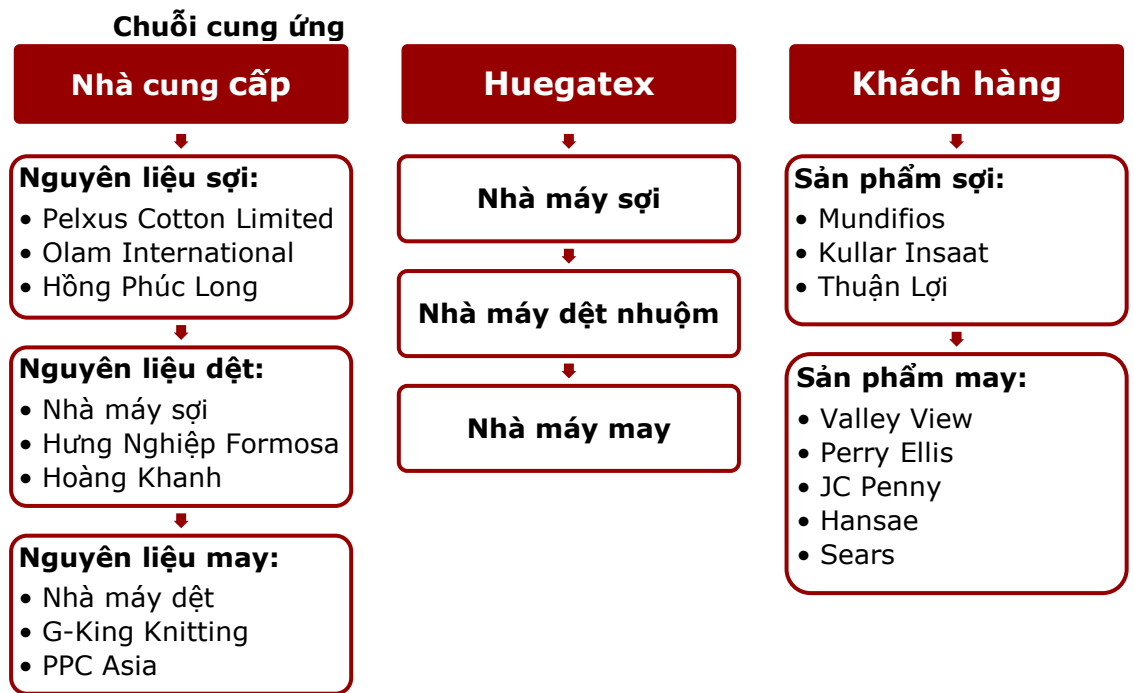 Chuỗi cung ứng
Nhà cung cấp
Nguyên liệu sợi:
• Pelxus Cotton Limited
• Olam International
• Hồng Phúc Long
Nguyên liệu dệt:
• Nhà máy sợi
• Hưng Nghiệp Formosa
• Hoàng Khanh
Nguyên liệu may:
• Nhà máy dệt
• G-King Knitting
• PPC Asia
Huegatex
Nhà máy sợi
Nhà máy dệt nhuộm
Nhà máy may
Khách hàng
Sản phẩm sợi:
• Mundifios
• Kullar Insaat
• Thuận Lợi
Sản phẩm may:
• Valley View
• Perry Ellis
• JC Penny
• Hansae
• Sears